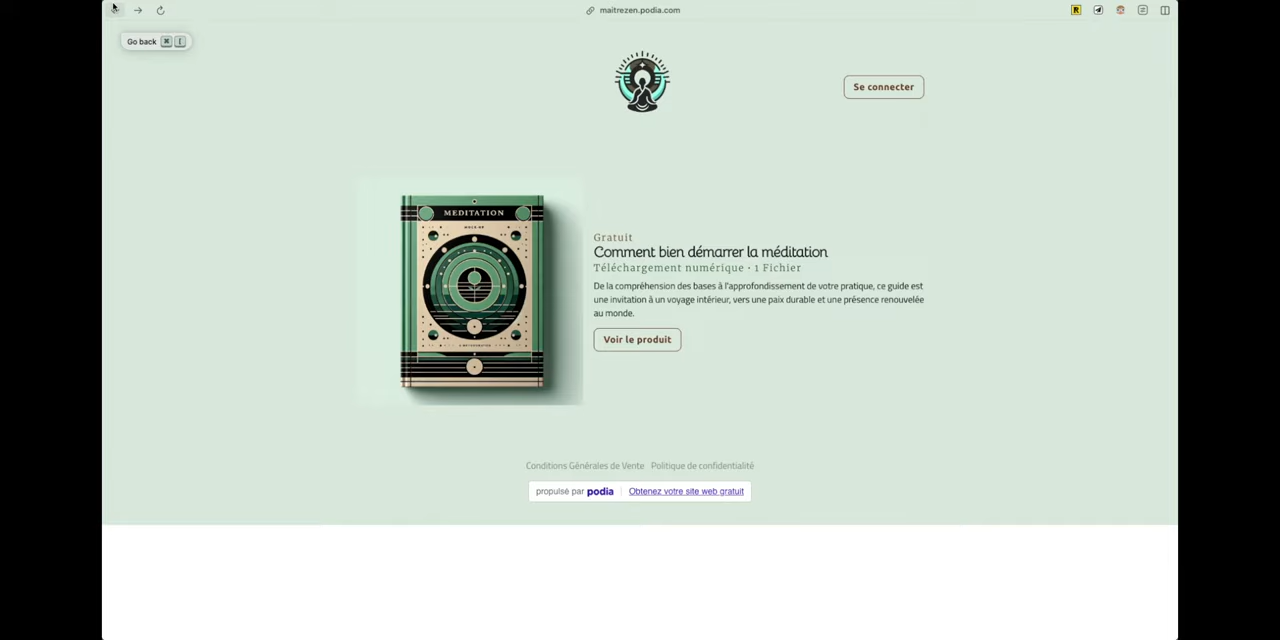 maitrezen.podia.com
Go back ⌘ [
Se connecter
MEDITATION
Gratuit
Comment bien démarrer la méditation
Téléchargement numérique • 1 Fichier
De la compréhension des bases à l'approfondissement de votre pratique, ce guide est
une invitation à un voyage intérieur, vers une paix durable et une présence renouvelée
au monde.
Voir le produit
Conditions Générales de Vente Politique de confidentialité
propulsé par podia Obtenez votre site web gratuit